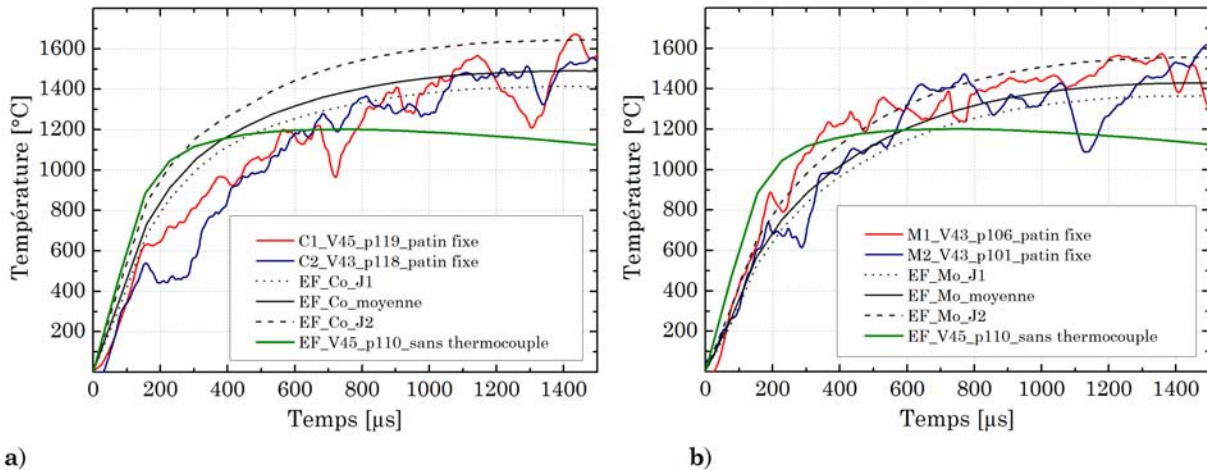 Température [°C]
1600
1400
1200
1000
800
600
400
200
C1_V45_p119_patin fixe
C2_V43_p118_patin fixe
EF_Co_J1
EF_Co_moyenne
EF_Co_J2
EF_V45_p110_sans thermocouple
0 200 400 600 800 1000 1200 1400
Temps [µs]
a)
Température [°C]
1600
1400
1200
1000
800
600
400
200
M1_V43_p106_patin fixe
M2_V43_p101_patin fixe
EF_Mo_J1
EF_Mo_moyenne
EF_Mo_J2
EF_V45_p110_sans thermocouple
0 200 400 600 800 1000 1200 1400
Temps [µs]
b)